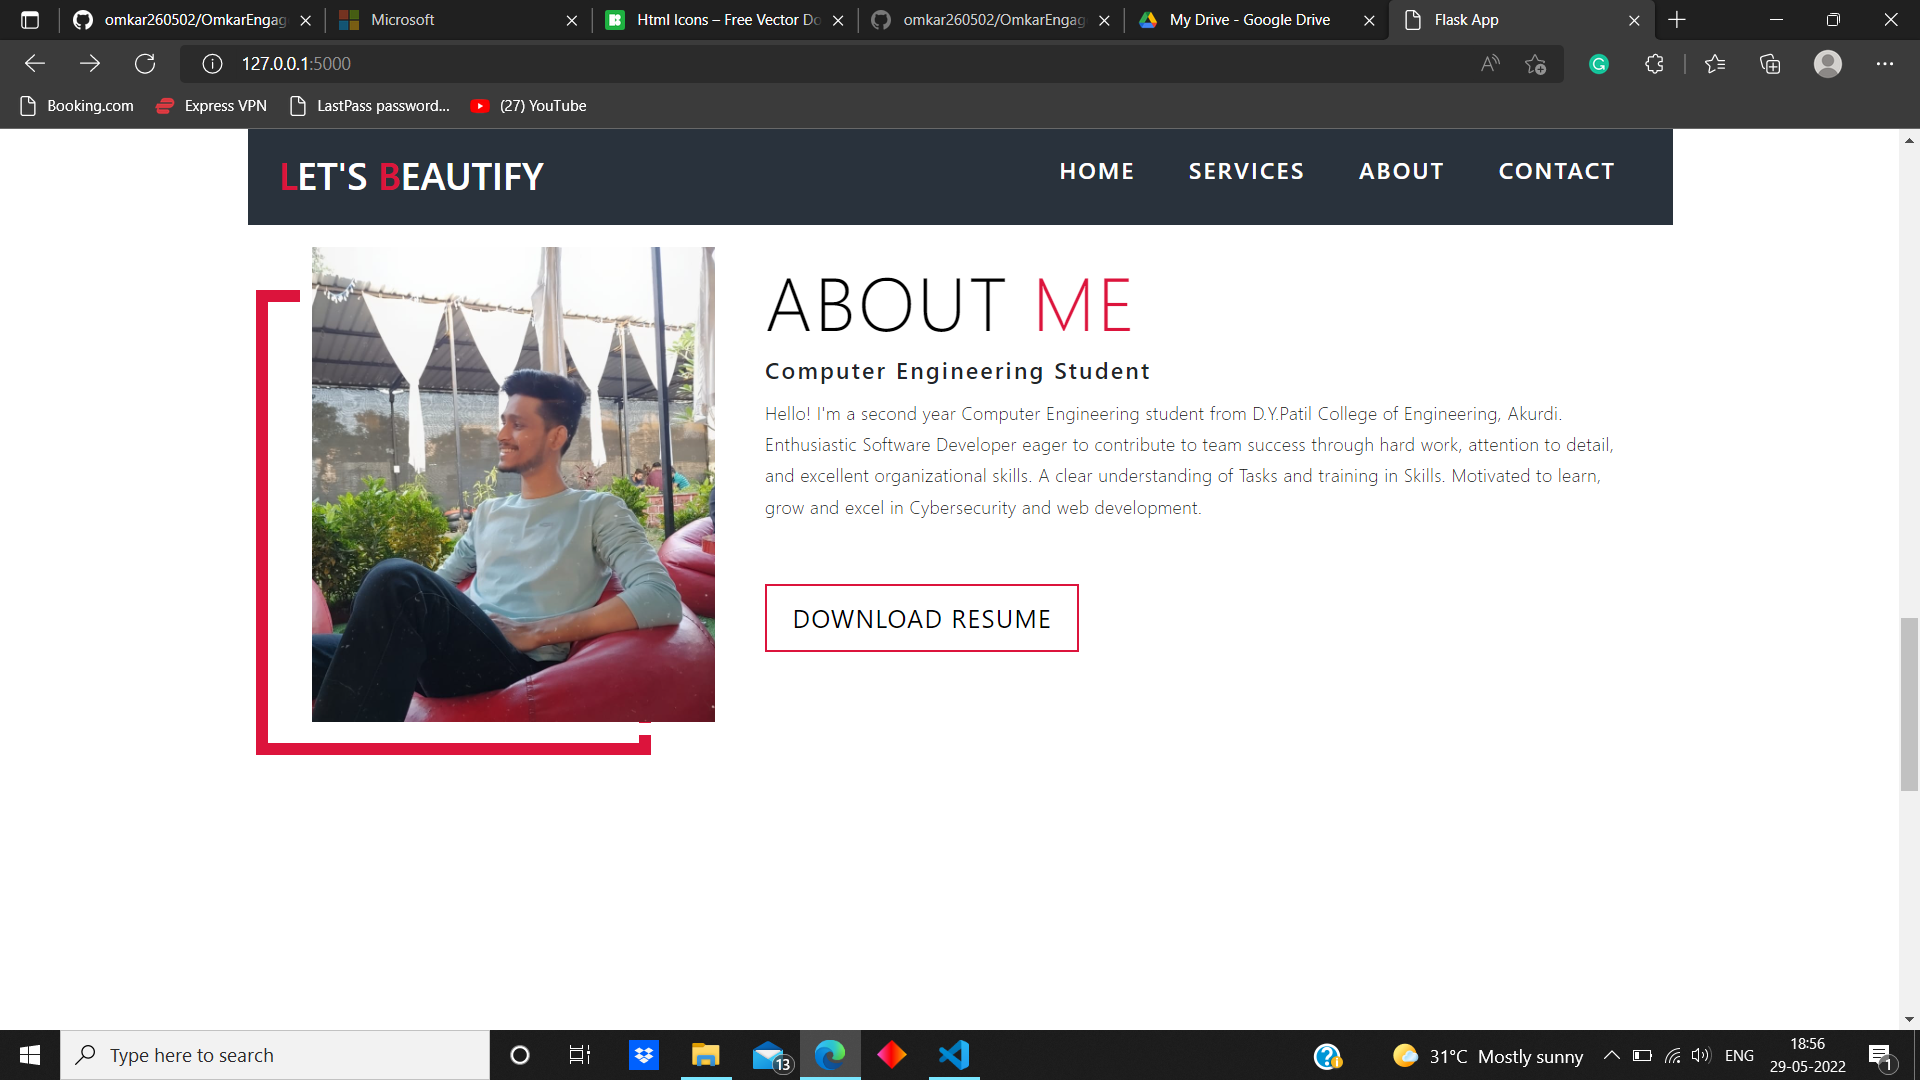 omkar260502/OmkarEngag
Microsoft
Html Icons – Free Vector Do
omkar260502/OmkarEngag
My Drive - Google Drive
Flask App
127.0.0.1:5000
Booking.com
Express VPN
LastPass password...
(27) YouTube
LET'S BEAUTIFY
HOME
SERVICES
ABOUT
CONTACT
ABOUT ME
Computer Engineering Student
Hello! I'm a second year Computer Engineering student from D.Y.Patil College of Engineering, Akurdi.
Enthusiastic Software Developer eager to contribute to team success through hard work, attention to detail,
and excellent organizational skills. A clear understanding of Tasks and training in Skills. Motivated to learn,
grow and excel in Cybersecurity and web development.
DOWNLOAD RESUME
Type here to search
13
31°C Mostly sunny
ENG
18:56
29-05-2022
1